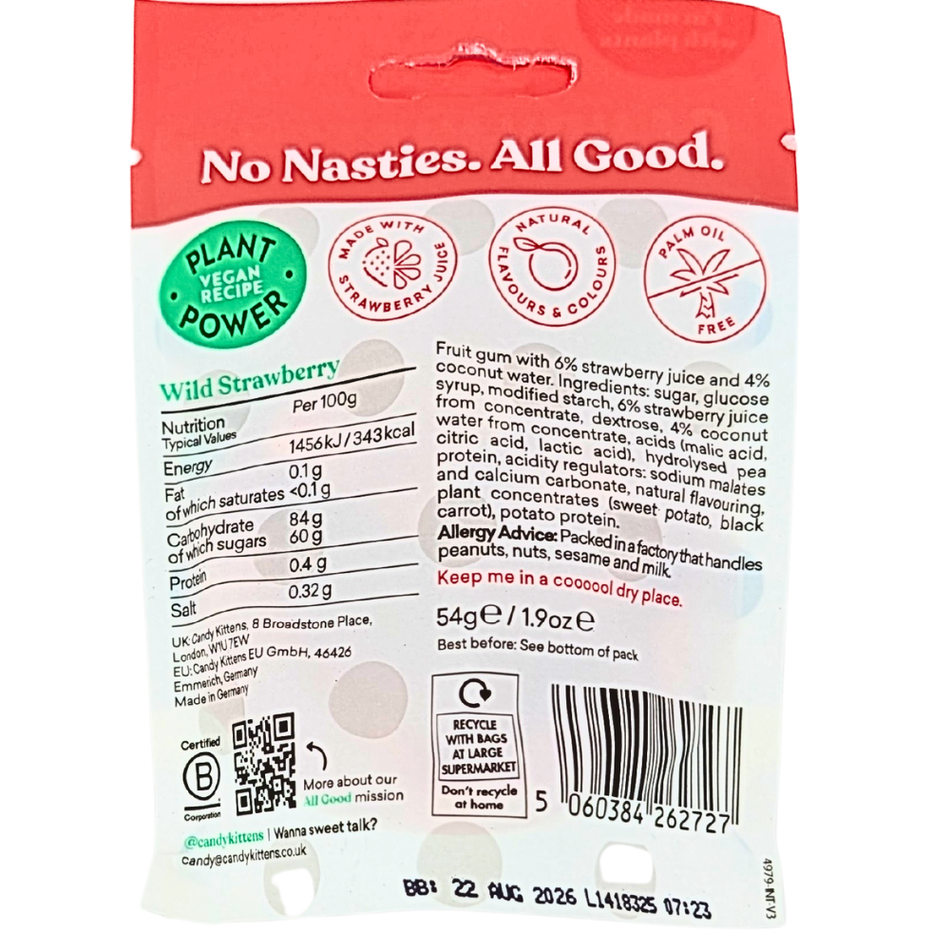 No Nasties. All Good.
PLANT
VEGAN
RECIPE
POWER
MADE WITH
STRAWBERRY JUICE
NATURAL
FLAVOURS & COLOURS
PALM OIL
FREE
Wild Strawberry
Nutrition Per 100g
Typical Values
Energy 1456kJ/343kcal
Fat 0.1 g
of which saturates <0.1 g
Carbohydrate 84g
of which sugars 60 g
Protein 0.4 g
Salt 0.32 g
UK: Candy Kittens, 8 Broadstone Place,
London, W1U 7EW
EU: Candy Kittens EU GmbH, 46426
Emmerich, Germany
Made in Germany
Certified
B
Corporation
More about our
All Good mission
@candykittens | Wanna sweet talk?
candy@candykittens.co.uk
Fruit gum with 6% strawberry juice and 4%
coconut water. Ingredients: sugar, glucose
syrup, modified starch, 6% strawberry juice
from concentrate, dextrose, 4% coconut
water from concentrate, acids (malic acid,
citric acid, lactic acid), hydrolysed pea
protein, acidity regulators: sodium malates
and calcium carbonate, natural flavouring,
plant concentrates (sweet potato, black
carrot), potato protein.
Allergy Advice: Packed in a factory that handles
peanuts, nuts, sesame and milk.
Keep me in a coooool dry place.
54g℮ / 1.9oz℮
Best before: See bottom of pack
RECYCLE
WITH BAGS
AT LARGE
SUPERMARKET
Don't recycle
at home
5 060384 262727
4979-INT-V3
BB: 22 AUG 2026 L1418325 07:23